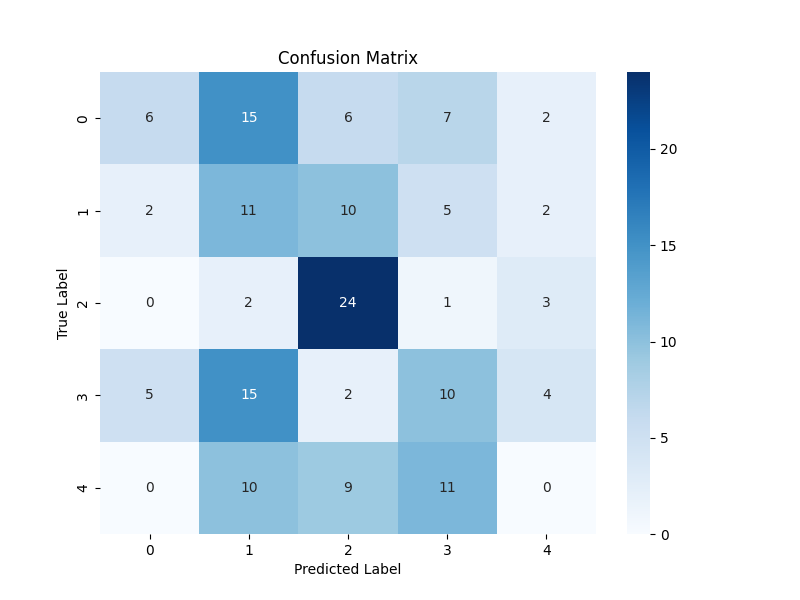 Confusion Matrix
0 6 15 6 7 2
1 2 11 10 5 2
2 0 2 24 1 3
3 5 15 2 10 4
4 0 10 9 11 0
0 1 2 3 4
Predicted Label
True Label
20
15
10
5
0